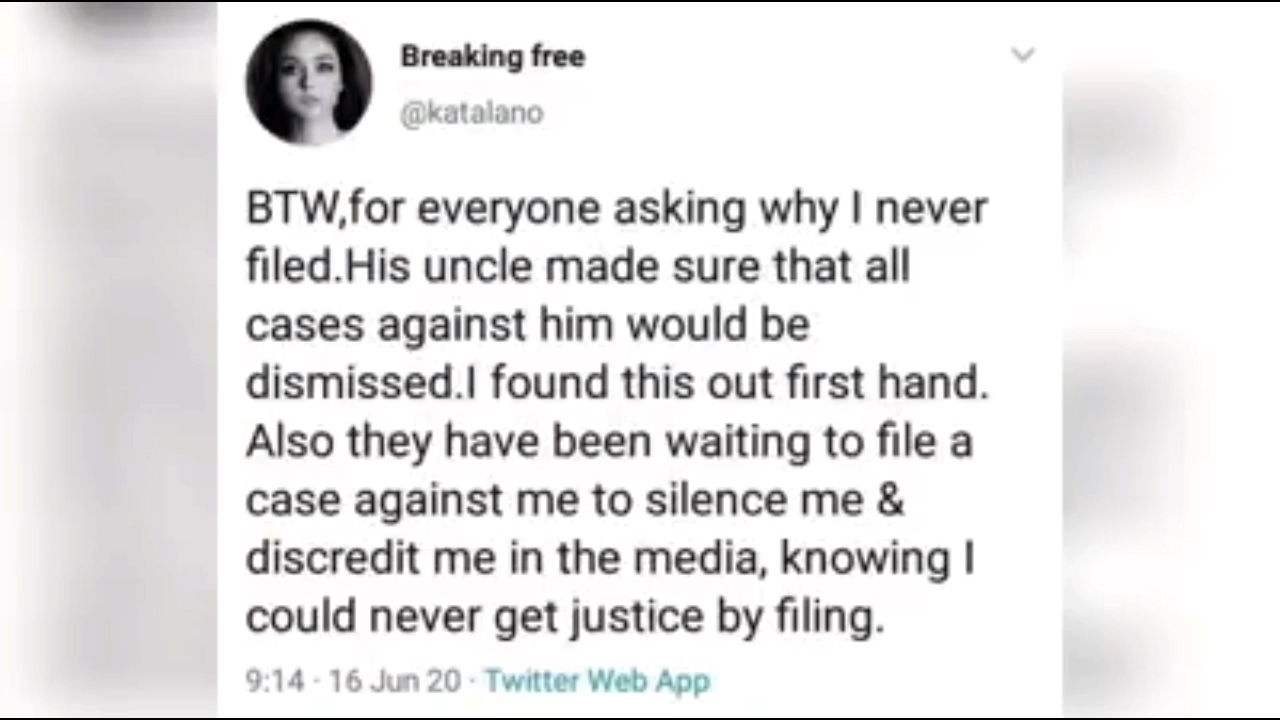 Breaking free
@katalano
BTW,for everyone asking why I never
filed.His uncle made sure that all
cases against him would be
dismissed.I found this out first hand.
Also they have been waiting to file a
case against me to silence me &
discredit me in the media, knowing I
could never get justice by filing.
9:14 · 16 Jun 20 · Twitter Web App